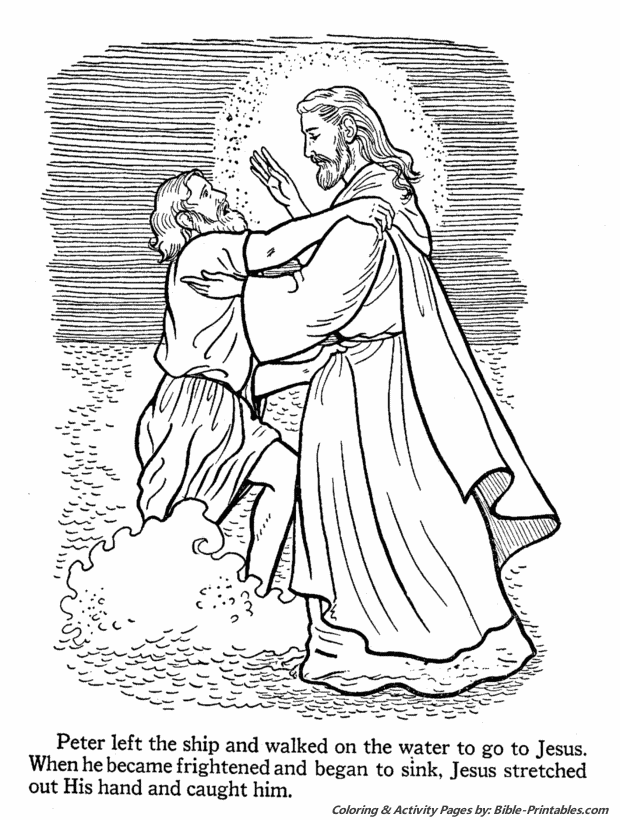 Peter left the ship and walked on the water to go to Jesus.
When he became frightened and began to sink, Jesus stretched
out His hand and caught him.
Coloring & Activity Pages by: Bible-Printables.com